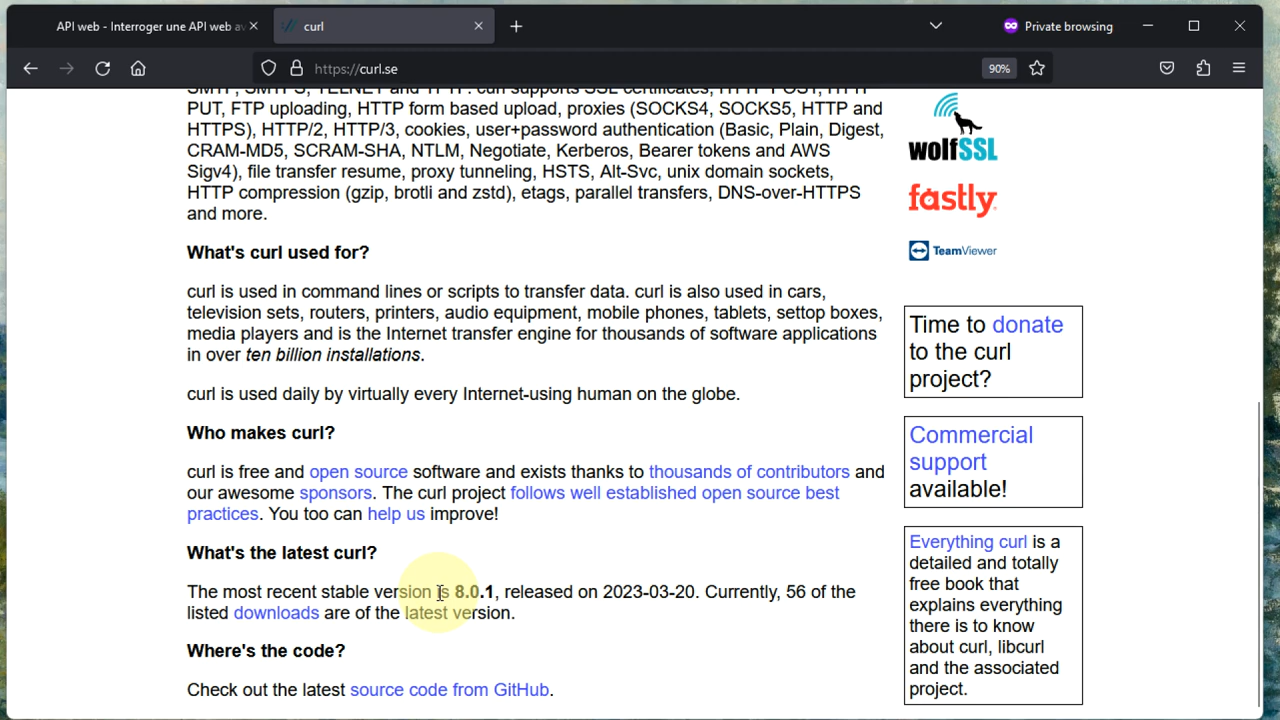 API web - Interroger une API web av
curl
Private browsing
https://curl.se
90%
SMTP, SMTPS, TELNET and TFTP. curl supports SSL certificates, HTTP POST, HTTP
PUT, FTP uploading, HTTP form based upload, proxies (SOCKS4, SOCKS5, HTTP and
HTTPS), HTTP/2, HTTP/3, cookies, user+password authentication (Basic, Plain, Digest,
CRAM-MD5, SCRAM-SHA, NTLM, Negotiate, Kerberos, Bearer tokens and AWS
Sigv4), file transfer resume, proxy tunneling, HSTS, Alt-Svc, unix domain sockets,
HTTP compression (gzip, brotli and zstd), etags, parallel transfers, DNS-over-HTTPS
and more.
What's curl used for?
curl is used in command lines or scripts to transfer data. curl is also used in cars,
television sets, routers, printers, audio equipment, mobile phones, tablets, settop boxes,
media players and is the Internet transfer engine for thousands of software applications
in over ten billion installations.
curl is used daily by virtually every Internet-using human on the globe.
Who makes curl?
curl is free and open source software and exists thanks to thousands of contributors and
our awesome sponsors. The curl project follows well established open source best
practices. You too can help us improve!
What's the latest curl?
The most recent stable version is 8.0.1, released on 2023-03-20. Currently, 56 of the
listed downloads are of the latest version.
Where's the code?
Check out the latest source code from GitHub.
wolfSSL
fastly
TeamViewer
Time to donate
to the curl
project?
Commercial
support
available!
Everything curl is a
detailed and totally
free book that
explains everything
there is to know
about curl, libcurl
and the associated
project.